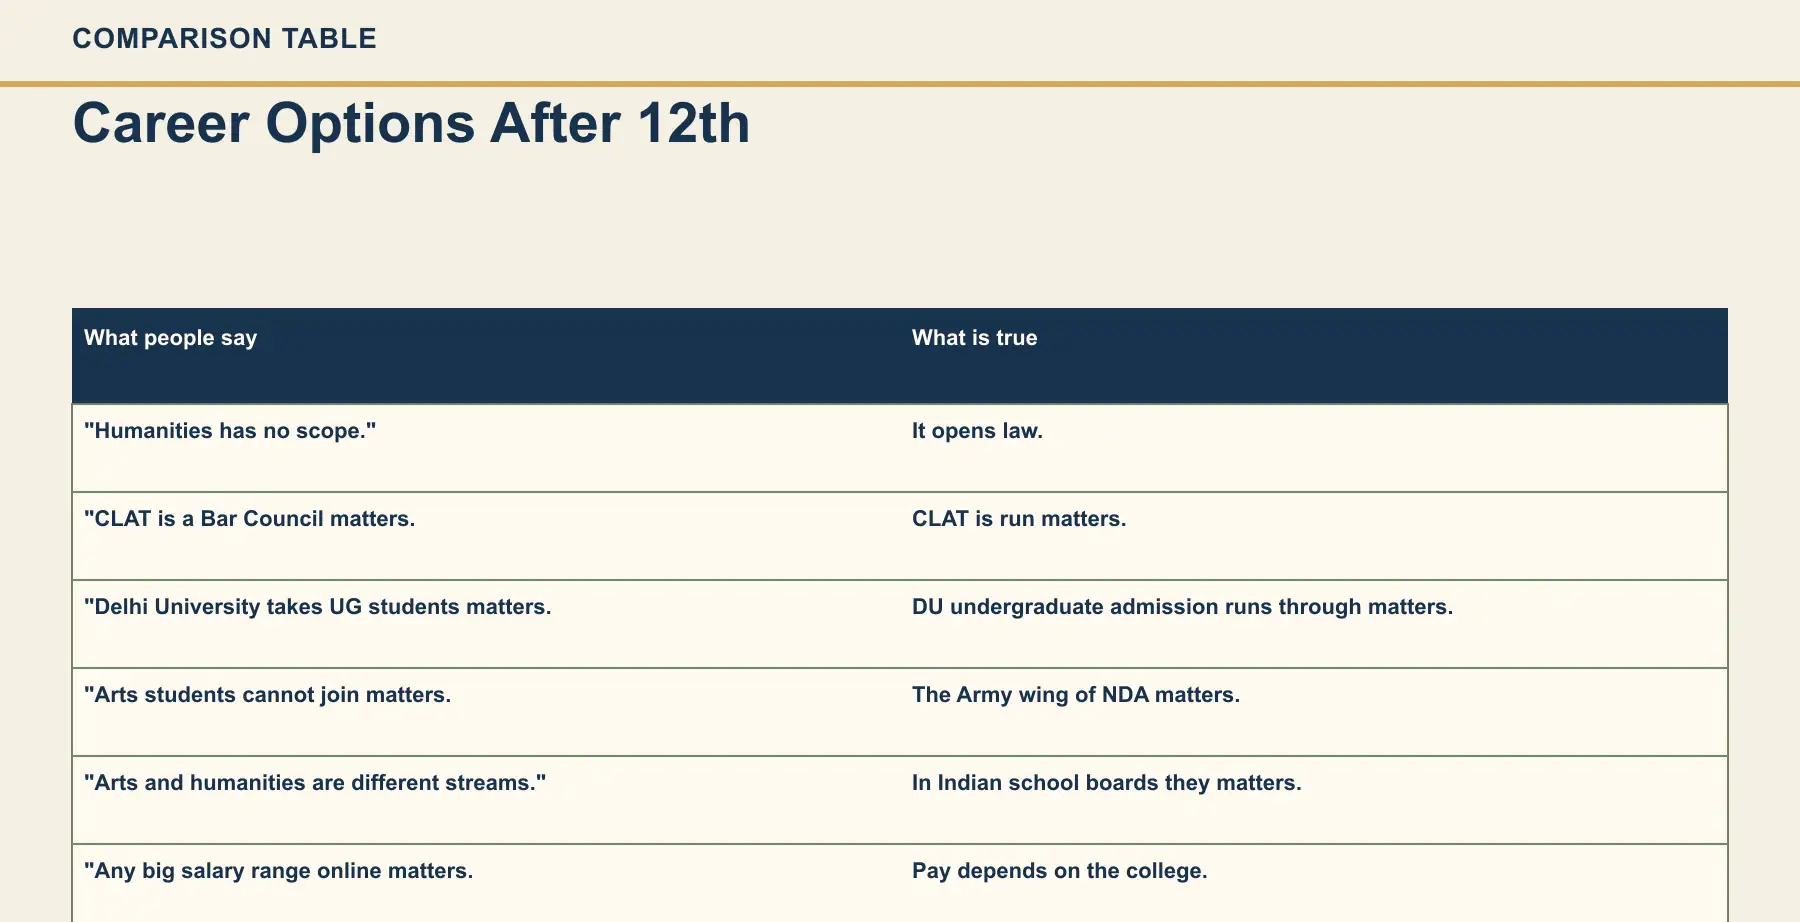 COMPARISON TABLE
Career Options After 12th
What people say What is true
"Humanities has no scope." It opens law.
"CLAT is a Bar Council matters. CLAT is run matters.
"Delhi University takes UG students matters. DU undergraduate admission runs through matters.
"Arts students cannot join matters. The Army wing of NDA matters.
"Arts and humanities are different streams." In Indian school boards they matters.
"Any big salary range online matters. Pay depends on the college.